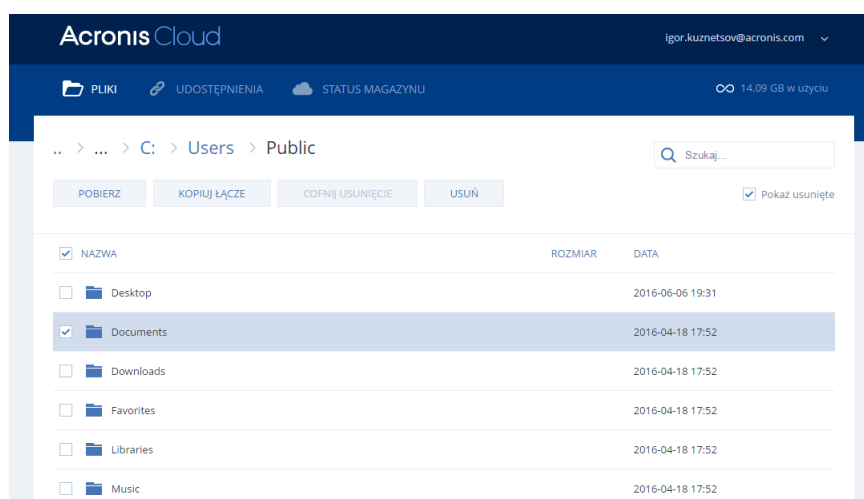 Acronis Cloud
igor.kuznetsov@acronis.com
PLIKI UDOSTĘPNIENIA STATUS MAGAZYNU 14.09 GB w użyciu
.. > ... > C: > Users > Public
Szukaj...
POBIERZ KOPIUJ ŁĄCZE COFNIJ USUNIĘCIE USUŃ
Pokaż usunięte
NAZWA ROZMIAR DATA
Desktop 2016-06-06 19:31
Documents 2016-04-18 17:52
Downloads 2016-04-18 17:52
Favorites 2016-04-18 17:52
Libraries 2016-04-18 17:52
Music 2016-04-18 17:52